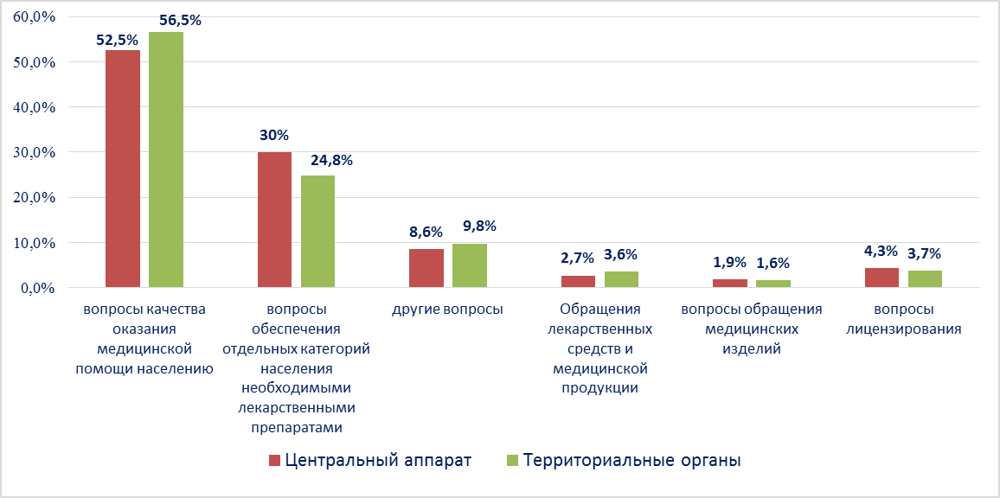 60,0%
50,0%
40,0%
30,0%
20,0%
10,0%
0,0%
52,5%
56,5%
30%
24,8%
8,6%
9,8%
2,7%
3,6%
1,9%
1,6%
4,3%
3,7%
вопросы качества
оказания
медицинской
помощи населению
вопросы
обеспечения
отдельных категорий
населения
необходимыми
лекарственными
препаратами
другие вопросы
Обращения
лекарственных
средств и
медицинской
продукции
вопросы обращения
медицинских
изделий
вопросы
лицензирования
Центральный аппарат
Территориальные органы